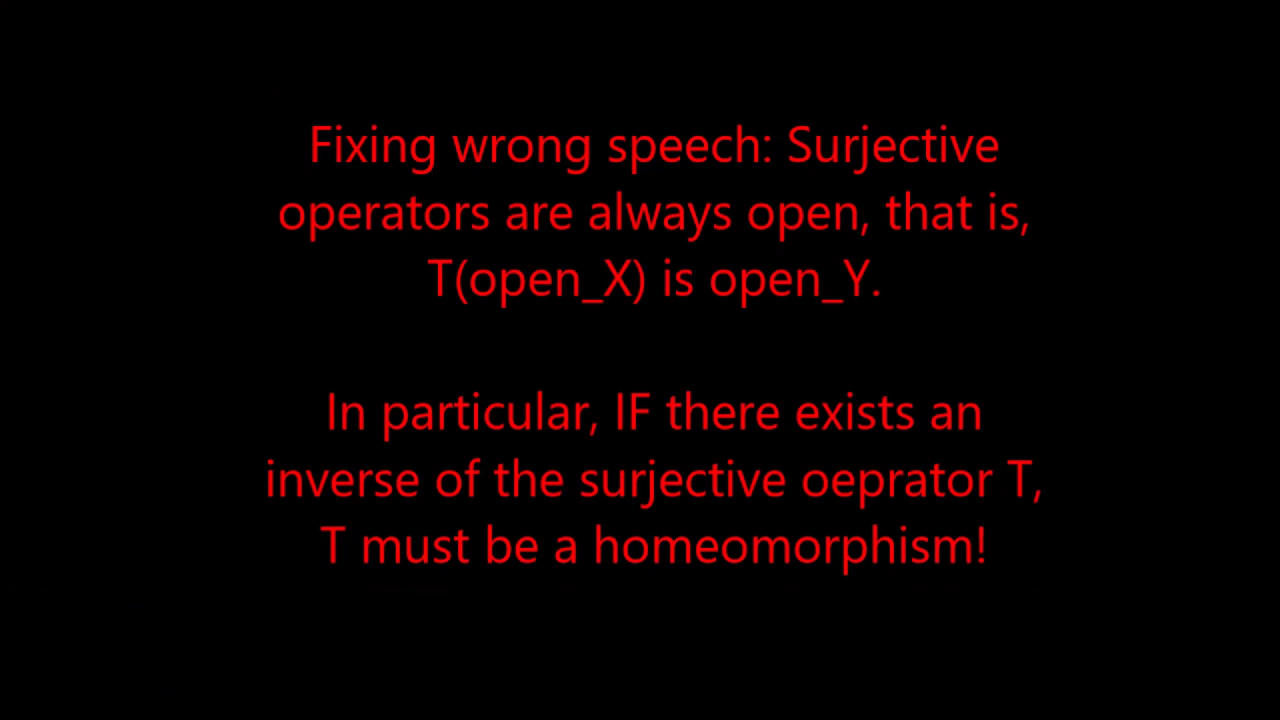 Fixing wrong speech: Surjective
operators are always open, that is,
T(open_X) is open_Y.
In particular, IF there exists an
inverse of the surjective oeprator T,
T must be a homeomorphism!